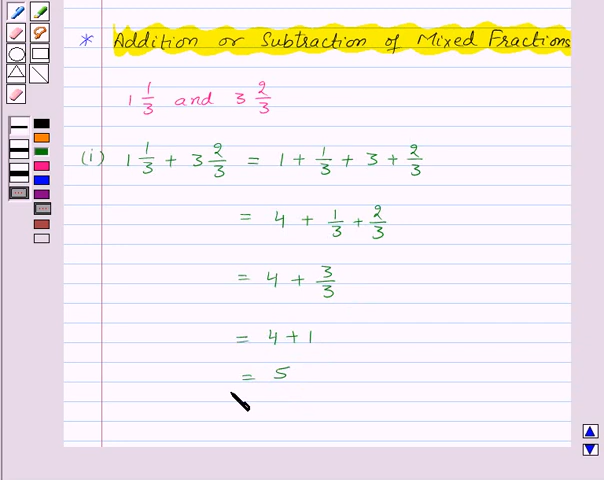 * Addition or Subtraction of Mixed Fractions
1 1/3 and 3 2/3
(i) 1 1/3 + 3 2/3 = 1 + 1/3 + 3 + 2/3
= 4 + 1/3 + 2/3
= 4 + 3/3
= 4 + 1
= 5